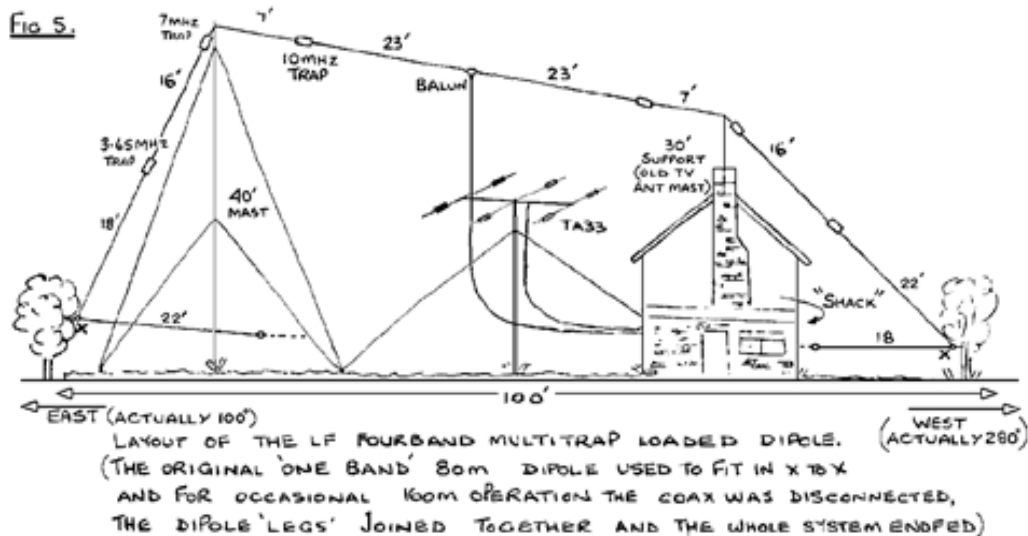 FIG 5.
7MHZ
TRAP
7'
23'
10MHZ
TRAP
BALUN
23'
7'
16'
3.65MHZ
TRAP
18'
40'
MAST
30'
SUPPORT
(OLD TV
ANT MAST)
16'
TA33
22'
"SHACK"
22'
18
X
X
100'
EAST (ACTUALLY 100°)
WEST
(ACTUALLY 280°)
LAYOUT OF THE LF FOURBAND MULTITRAP LOADED DIPOLE.
(THE ORIGINAL 'ONE BAND' 80m DIPOLE USED TO FIT IN X TO X
AND FOR OCCASIONAL 160m OPERATION THE COAX WAS DISCONNECTED,
THE DIPOLE 'LEGS' JOINED TOGETHER AND THE WHOLE SYSTEM ENDFED)